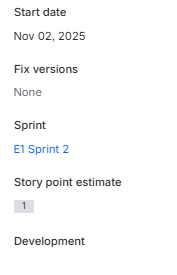 Start date
Nov 02, 2025
Fix versions
None
Sprint
E1 Sprint 2
Story point estimate
1
Development